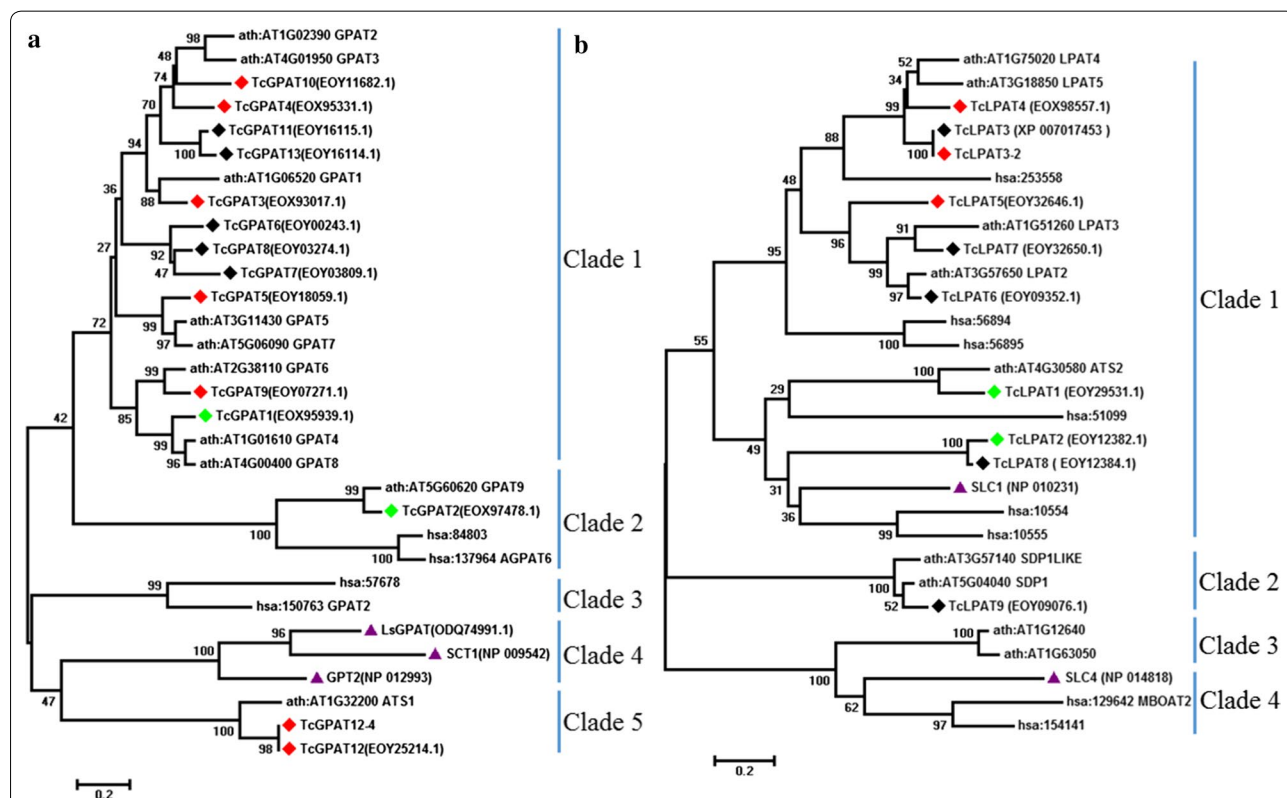 a
98
ath:AT1G02390 GPAT2
48
ath:AT4G01950 GPAT3
74
TcGPAT10(EOY11682.1)
70
TcGPAT4(EOX95331.1)
TcGPAT11(EOY16115.1)
94
100
TcGPAT13(EOY16114.1)
36
ath:AT1G06520 GPAT1
88
TcGPAT3(EOX93017.1)
TcGPAT6(EOY00243.1)
27
92
TcGPAT8(EOY03274.1)
47
TcGPAT7(EOY03809.1)
TcGPAT5(EOY18059.1)
72
99
ath:AT3G11430 GPAT5
97
ath:AT5G06090 GPAT7
ath:AT2G38110 GPAT6
99
TcGPAT9(EOY07271.1)
42
85
TcGPAT1(EOX95939.1)
99
ath:AT1G01610 GPAT4
96
ath:AT4G00400 GPAT8
Clade 1
99
ath:AT5G60620 GPAT9
TcGPAT2(EOX97478.1)
100
hsa:84803
100
hsa:137964 AGPAT6
Clade 2
99
hsa:57678
hsa:150763 GPAT2
Clade 3
96
LsGPAT(ODQ74991.1)
100
SCT1(NP 009542)
GPT2(NP 012993)
Clade 4
47
ath:AT1G32200 ATS1
100
TcGPAT12-4
98
TcGPAT12(EOY25214.1)
Clade 5
0.2
b
52
ath:AT1G75020 LPAT4
34
ath:AT3G18850 LPAT5
99
TcLPAT4 (EOX98557.1)
TcLPAT3 (XP 007017453 )
88
100
TcLPAT3-2
48
hsa:253558
TcLPAT5(EOY32646.1)
91
ath:AT1G51260 LPAT3
96
TcLPAT7 (EOY32650.1)
95
99
ath:AT3G57650 LPAT2
97
TcLPAT6 (EOY09352.1)
hsa:56894
100
hsa:56895
55
100
ath:AT4G30580 ATS2
29
TcLPAT1 (EOY29531.1)
hsa:51099
49
100
TcLPAT2 (EOY12382.1)
TcLPAT8 ( EOY12384.1)
31
SLC1 (NP 010231)
36
hsa:10554
99
hsa:10555
Clade 1
ath:AT3G57140 SDP1LIKE
100
ath:AT5G04040 SDP1
52
TcLPAT9 (EOY09076.1)
Clade 2
100
ath:AT1G12640
ath:AT1G63050
Clade 3
100
SLC4 (NP 014818)
62
hsa:129642 MBOAT2
97
hsa:154141
Clade 4
0.2